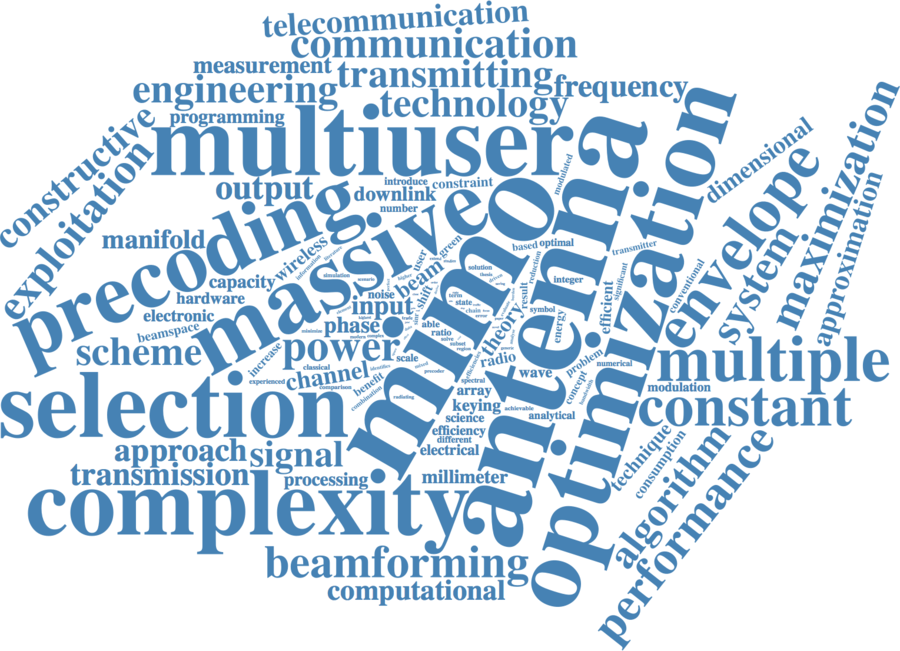 telecommunication
communication
measurement
transmitting
engineering
frequency
technology
programming
constructive
multiuser
exploitation
output
introduce
constraint
modulated
downlink
number
dimensional
maximization
precoding
massive
mimo
antenna
optimization
envelope
system
approximation
manifold
wireless
information
capacity
hardware
electronic
beamspace
scheme
user
green
beam
shift
noise
simulation
scenario
input
phase
power
able
ratio
scale
based
optimal
transmitter
solution
reduction
integer
significant
efficient
conventional
result
state
chain
symbol
energy
theory
radio
wave
problem
numerical
concept
multiple
modulation
constant
selection
increase
experienced
classical
comparison
channel
benefit
combination
radiating
spectral
array
keying
achievable
science
analytical
efficiency
different
electrical
approach
signal
transmission
processing
millimeter
complexity
technique
consumption
algorithm
performance
beamforming
computational